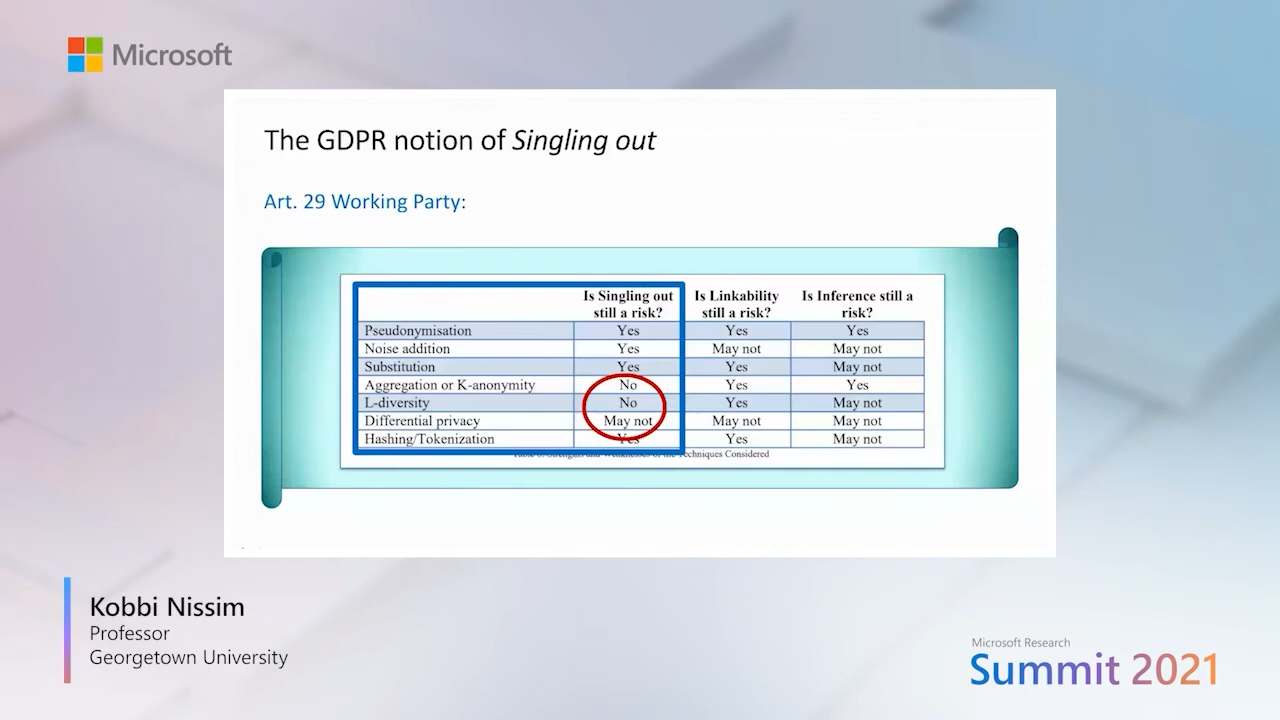 Microsoft
The GDPR notion of Singling out
Art. 29 Working Party:
Is Singling out still a risk? Is Linkability still a risk? Is Inference still a risk?
Pseudonymisation Yes Yes Yes
Noise addition Yes May not May not
Substitution Yes Yes May not
Aggregation or K-anonymity No Yes Yes
L-diversity No Yes May not
Differential privacy May not May not May not
Hashing/Tokenization Yes Yes May not
Techniques Considered
Kobbi Nissim
Professor
Georgetown University
Microsoft Research
Summit 2021